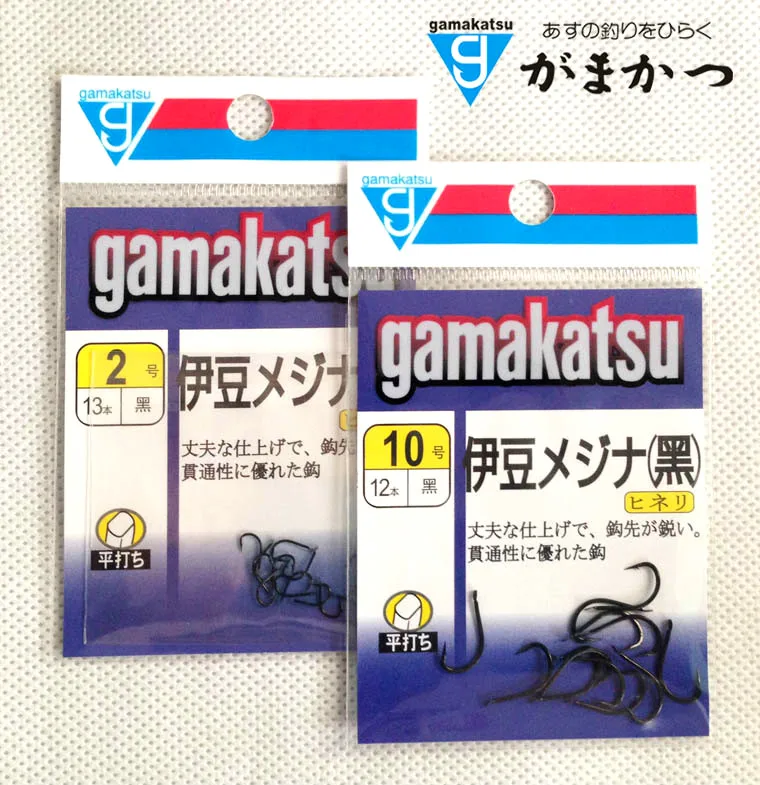 gamakatsu
あすの釣りをひらく
がまかつ
gamakatsu
gamakats
2号
13本 黑
伊豆メジナ
丈夫な仕上げで、鈎先
貫通性に優れた鈎
平打ち
gamakatsu
gamakatsu
10号
12本 黑
伊豆メジナ(黑)
ヒネリ
丈夫な仕上げで、鈎先が鋭い。
貫通性に優れた鈎
平打ち